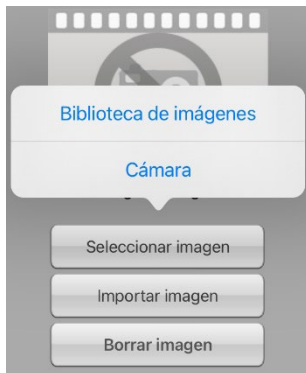 Biblioteca de imágenes
Cámara
Seleccionar imagen
Importar imagen
Borrar imagen